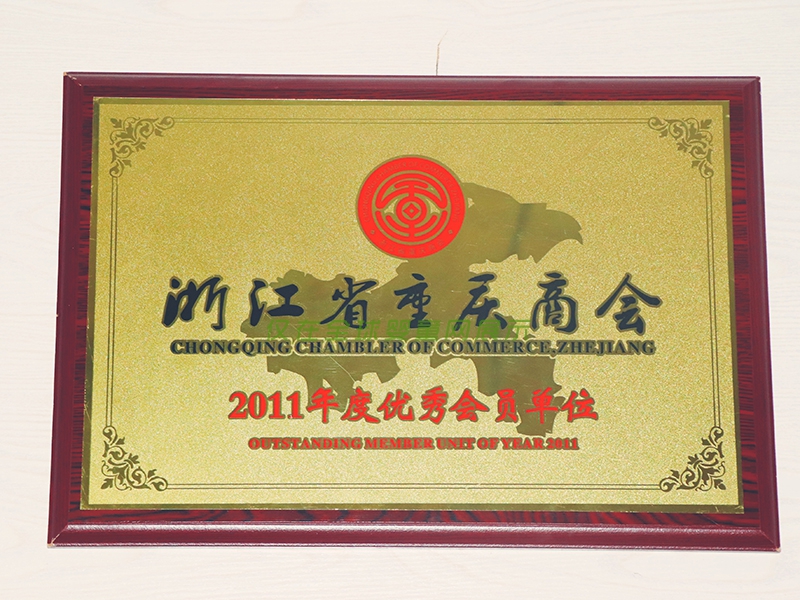 浙江省重庆商会
CHONGQING CHAMBLER OF COMMERCE,ZHEJIANG
2011年度优秀会员单位
OUTSTANDING MEMBER UNIT OF YEAR 2011